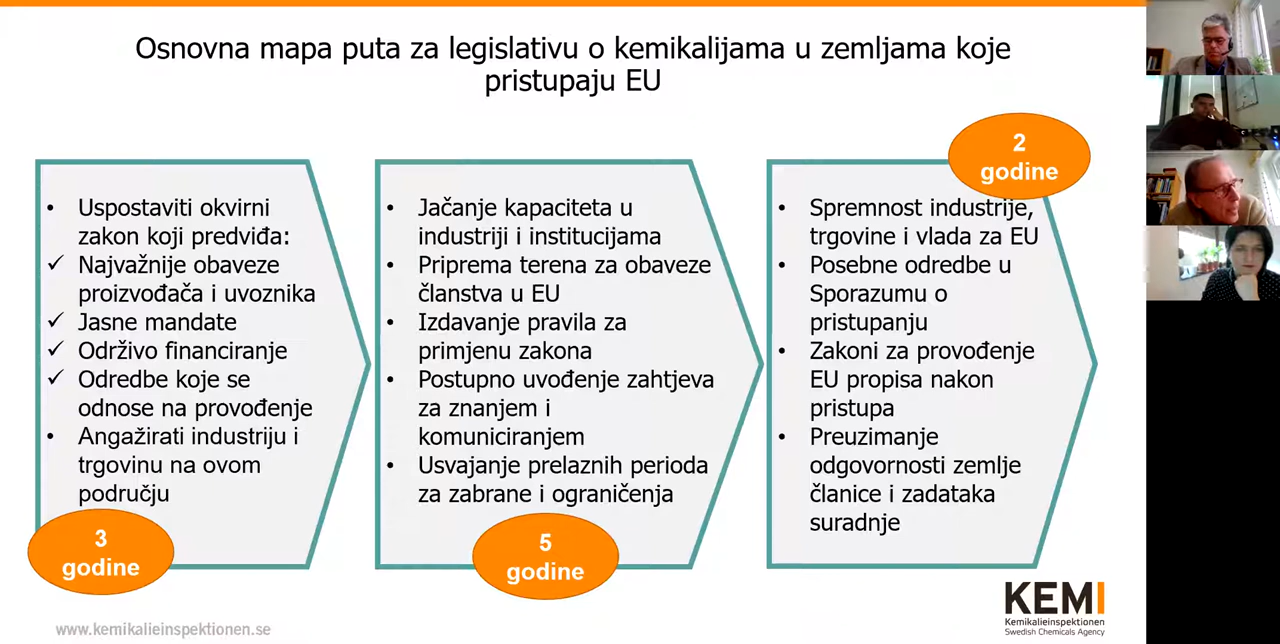 Osnovna mapa puta za legislativu o kemikalijama u zemljama koje
pristupaju EU
• Uspostaviti okvirni
zakon koji predviđa:
✓ Najvažnije obaveze
proizvođača i uvoznika
✓ Jasne mandate
✓ Održivo financiranje
✓ Odredbe koje se
odnose na provođenje
• Angažirati industriju i
trgovinu na ovom
području
3
godine
• Jačanje kapaciteta u
industriji i institucijama
• Priprema terena za obaveze
članstva u EU
• Izdavanje pravila za
primjenu zakona
• Postupno uvođenje zahtjeva
za znanjem i
komuniciranjem
• Usvajanje prelaznih perioda
za zabrane i ograničenja
5
godine
2
godine
• Spremnost industrije,
trgovine i vlada za EU
• Posebne odredbe u
Sporazumu o
pristupanju
• Zakoni za provođenje
EU propisa nakon
pristupa
• Preuzimanje
odgovornosti zemlje
članice i zadataka
suradnje
www.kemikalieinspektionen.se
KEMI
Kemikalieinspektionen
Swedish Chemicals Agency